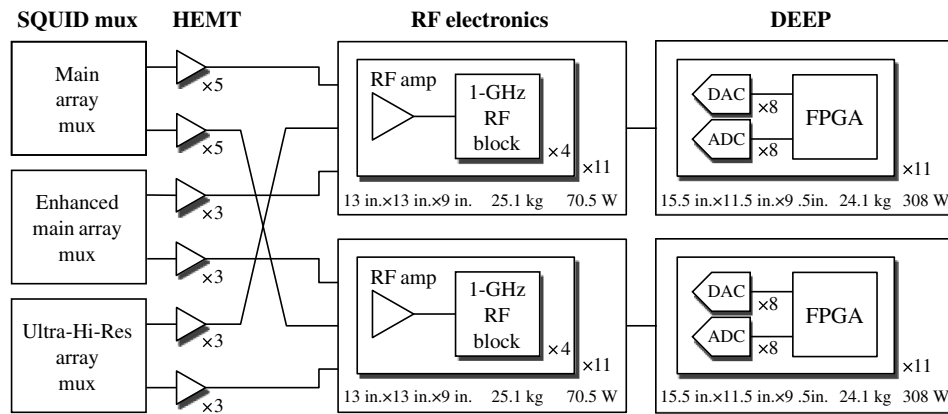 SQUID mux
HEMT
RF electronics
DEEP
Main
array
mux
×5
×5
Enhanced
main array
mux
×3
×3
Ultra-Hi-Res
array
mux
×3
×3
RF amp
1-GHz
RF
block
×4
×11
13 in.×13 in.×9 in. 25.1 kg 70.5 W
DAC
×8
ADC
×8
FPGA
×11
15.5 in.×11.5 in.×9 .5in. 24.1 kg 308 W
RF amp
1-GHz
RF
block
×4
×11
13 in.×13 in.×9 in. 25.1 kg 70.5 W
DAC
×8
ADC
×8
FPGA
×11
15.5 in.×11.5 in.×9 .5in. 24.1 kg 308 W